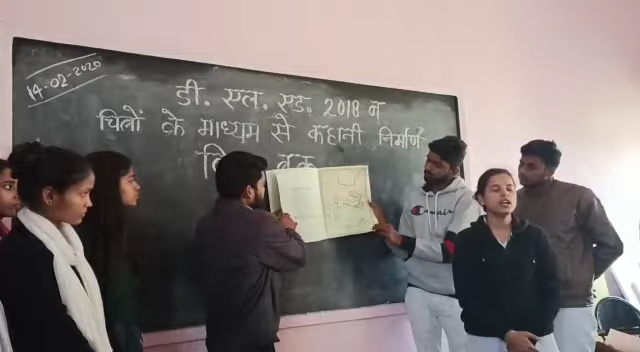 14-02-2020
डी. एल. एड. 2018 व
चित्रों के माध्यम से कहानी निर्माण
बुक
Champion